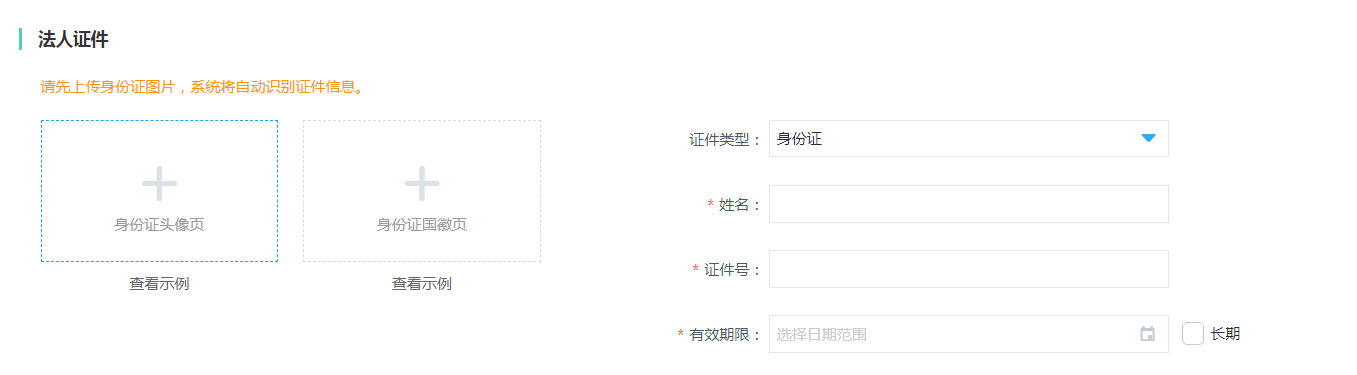 法人证件
请先上传身份证图片，系统将自动识别证件信息。
身份证头像页
身份证国徽页
查看示例
查看示例
证件类型： 身份证
* 姓名：
* 证件号：
* 有效期限： 选择日期范围 长期